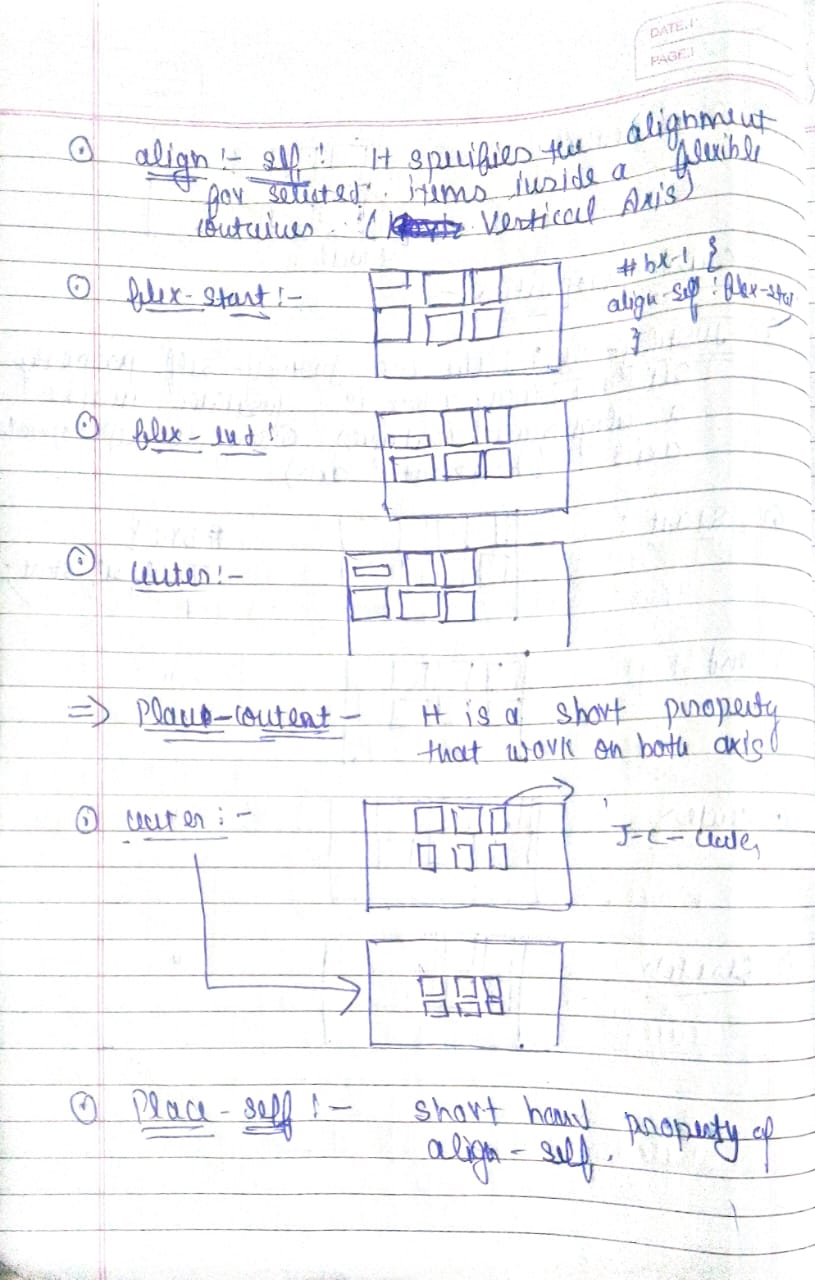 DATE:
PAGE:
align :- self : It specifies the alignment
for selected items inside a flexible
container. ( Vertical Axis)
flex-start :-
#bx-1, {
align-self : flex-star
}
flex-end :
center :-
=> Place-content - It is a short property
that work on both axis
center : -
J-c-center
Place - self : - short hand property of
align-self.